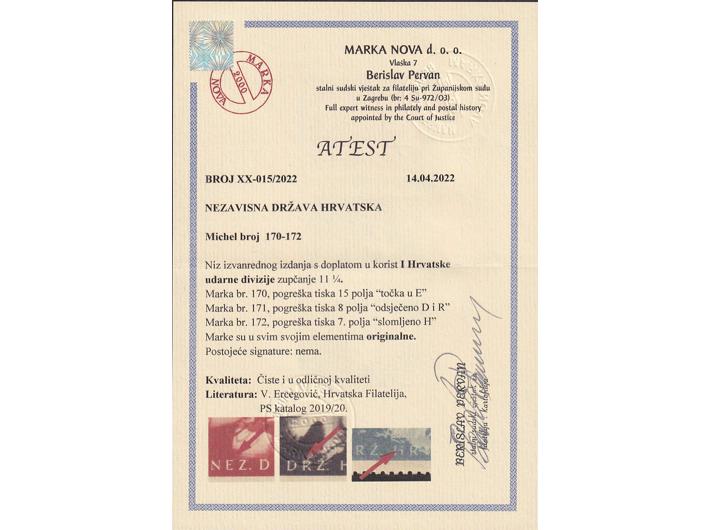 MARKA
2000
NOVA
MARKA NOVA d. o. o.
Vlaška 7
Berislav Pervan
stalni sudski vještak za filateliju pri Županijskom sudu
u Zagrebu (br: 4 Su-972/03)
Full expert witness in philately and postal history
appointed by the Court of Justice
ATEST
BROJ XX-015/2022 14.04.2022
NEZAVISNA DRŽAVA HRVATSKA
Michel broj 170-172
Niz izvanrednog izdanja s doplatom u korist I Hrvatske
udarne divizije zupčanje 11 ¼.
Marka br. 170, pogreška tiska 15 polja “točka u E”
Marka br. 171, pogreška tiska 8 polja “odsječeno D i R”
Marka br. 172, pogreška tiska 7. polja “slomljeno H”
Marke su u svim svojim elementima originalne.
Postojeće signature: nema.
Kvaliteta: Čiste i u odličnoj kvaliteti
Literatura: V. Ercegović, Hrvatska Filatelija,
PS katalog 2019/20.
BERISLAV PERVAN
NEZ. D
DRŽ. H
RŽ. HR